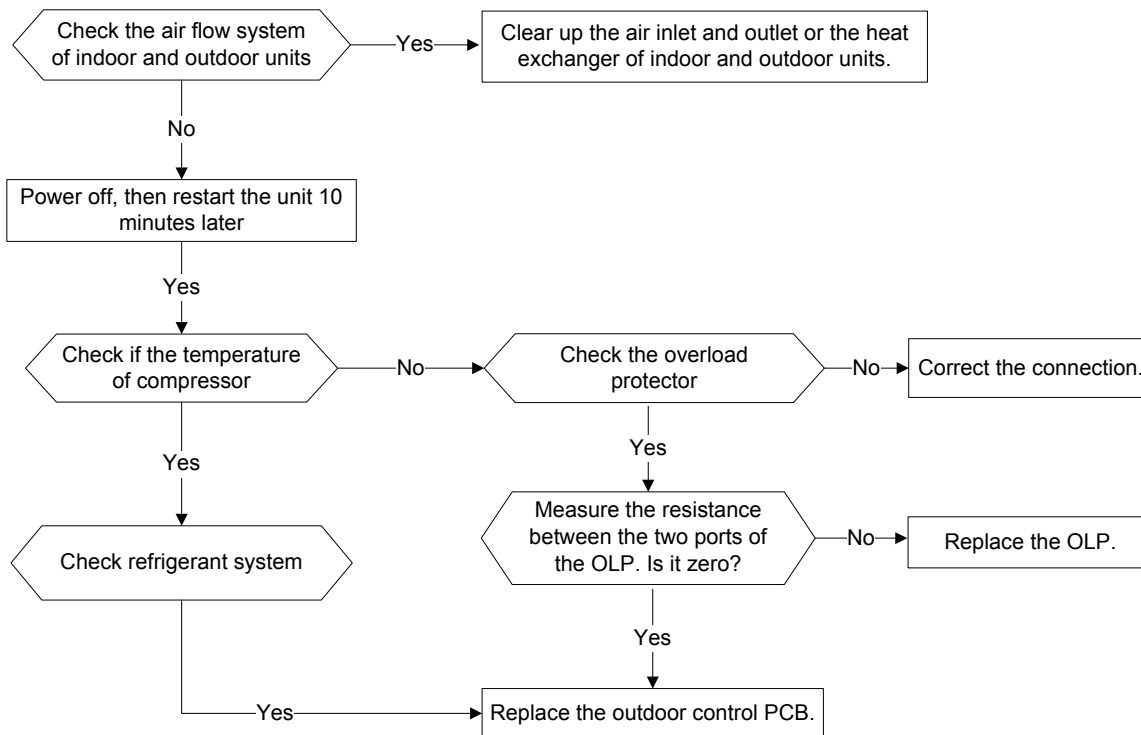 Check the air flow system
of indoor and outdoor units
Yes
Clear up the air inlet and outlet or the heat
exchanger of indoor and outdoor units.
No
Power off, then restart the unit 10
minutes later
Yes
Check if the temperature
of compressor
No
Check the overload
protector
No
Correct the connection.
Yes
Yes
Measure the resistance
between the two ports of
the OLP. Is it zero?
No
Replace the OLP.
Check refrigerant system
Yes
Yes
Replace the outdoor control PCB.